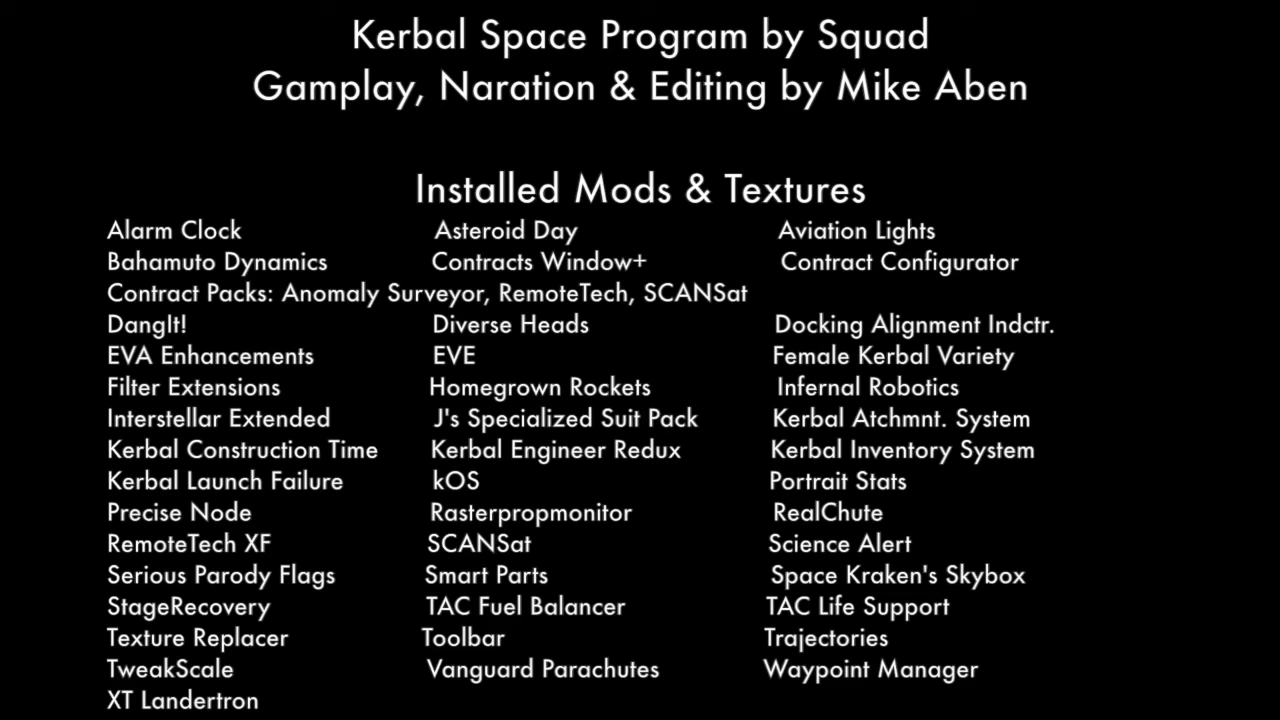 Kerbal Space Program by Squad
Gamplay, Naration & Editing by Mike Aben
Installed Mods & Textures
Alarm Clock Asteroid Day Aviation Lights
Bahamuto Dynamics Contracts Window+ Contract Configurator
Contract Packs: Anomaly Surveyor, RemoteTech, SCANSat
DangIt! Diverse Heads Docking Alignment Indctr.
EVA Enhancements EVE Female Kerbal Variety
Filter Extensions Homegrown Rockets Infernal Robotics
Interstellar Extended J's Specialized Suit Pack Kerbal Atchmnt. System
Kerbal Construction Time Kerbal Engineer Redux Kerbal Inventory System
Kerbal Launch Failure kOS Portrait Stats
Precise Node Rasterpropmonitor RealChute
RemoteTech XF SCANSat Science Alert
Serious Parody Flags Smart Parts Space Kraken's Skybox
StageRecovery TAC Fuel Balancer TAC Life Support
Texture Replacer Toolbar Trajectories
TweakScale Vanguard Parachutes Waypoint Manager
XT Landertron